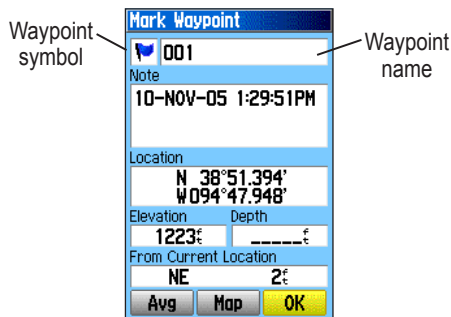 Mark Waypoint
Waypoint symbol
001
Waypoint name
Note
10-NOV-05 1:29:51PM
Location
N 38°51.394'
W094°47.948'
Elevation Depth
1223ft _____ft
From Current Location
NE 2ft
Avg Map OK